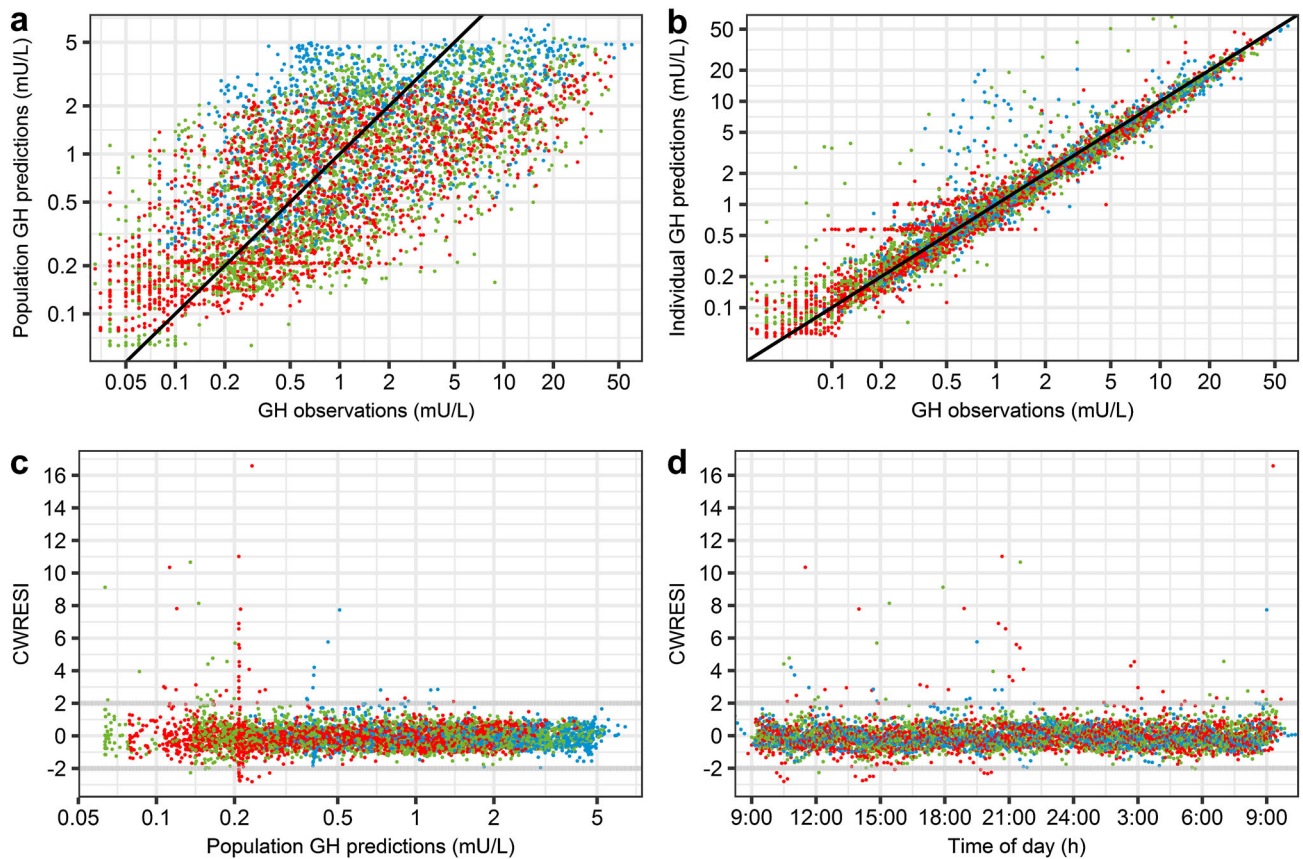 a
Population GH predictions (mU/L)
5
2
1
0.5
0.2
0.1
0.05 0.1 0.2 0.5 1 2 5 10 20 50
GH observations (mU/L)
b
Individual GH predictions (mU/L)
50
20
10
5
2
1
0.5
0.2
0.1
0.1 0.2 0.5 1 2 5 10 20 50
GH observations (mU/L)
c
CWRESI
16
14
12
10
8
6
4
2
0
-2
0.05 0.1 0.2 0.5 1 2 5
Population GH predictions (mU/L)
d
CWRESI
16
14
12
10
8
6
4
2
0
-2
9:00 12:00 15:00 18:00 21:00 24:00 3:00 6:00 9:00
Time of day (h)